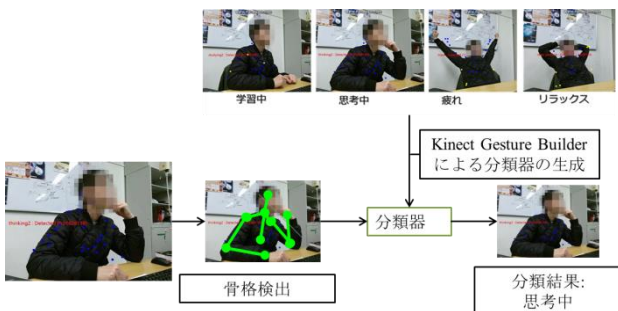 学習中
思考中
疲れ
リラックス
Kinect Gesture Builder
による分類器の生成
分類器
骨格検出
分類結果:
思考中